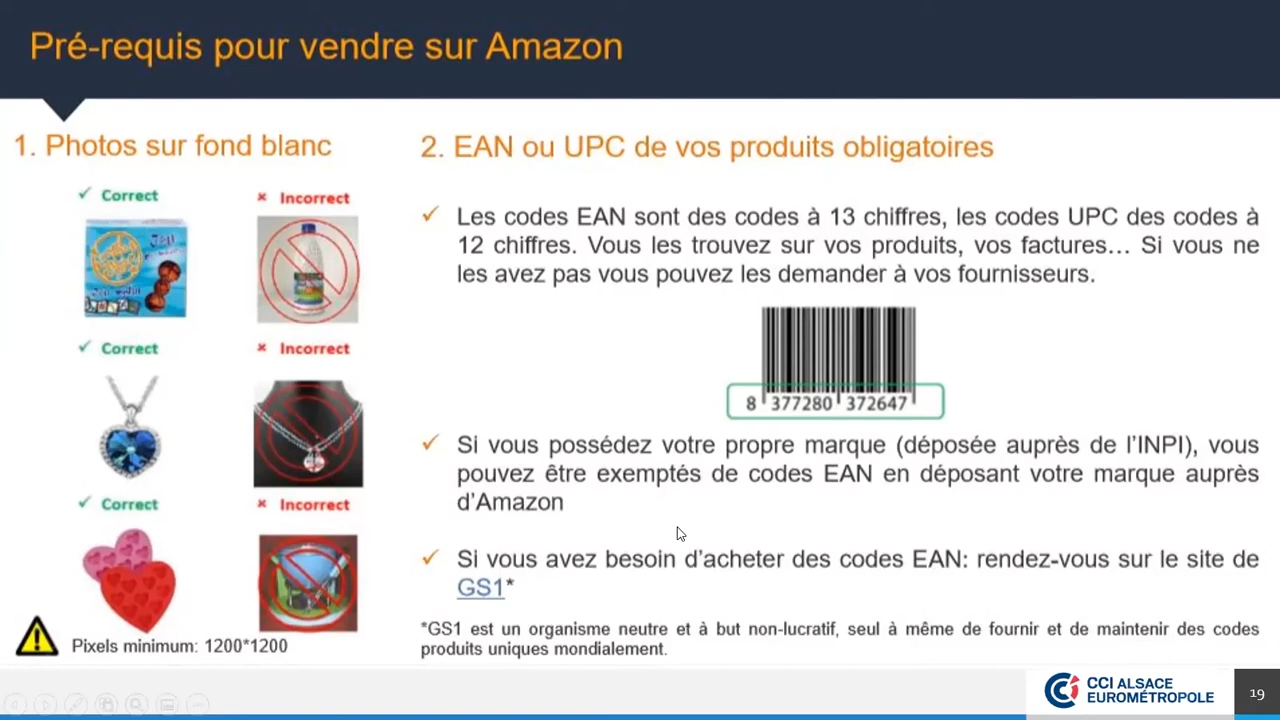 Pré-requis pour vendre sur Amazon
1. Photos sur fond blanc
Correct
Incorrect
Correct
Incorrect
Correct
Incorrect
Pixels minimum: 1200*1200
2. EAN ou UPC de vos produits obligatoires
Les codes EAN sont des codes à 13 chiffres, les codes UPC des codes à
12 chiffres. Vous les trouvez sur vos produits, vos factures… Si vous ne
les avez pas vous pouvez les demander à vos fournisseurs.
8 377280 372647
Si vous possédez votre propre marque (déposée auprès de l’INPI), vous
pouvez être exemptés de codes EAN en déposant votre marque auprès
d’Amazon
Si vous avez besoin d’acheter des codes EAN: rendez-vous sur le site de
GS1*
*GS1 est un organisme neutre et à but non-lucratif, seul à même de fournir et de maintenir des codes
produits uniques mondialement.
CCI ALSACE
EUROMÉTROPOLE
19